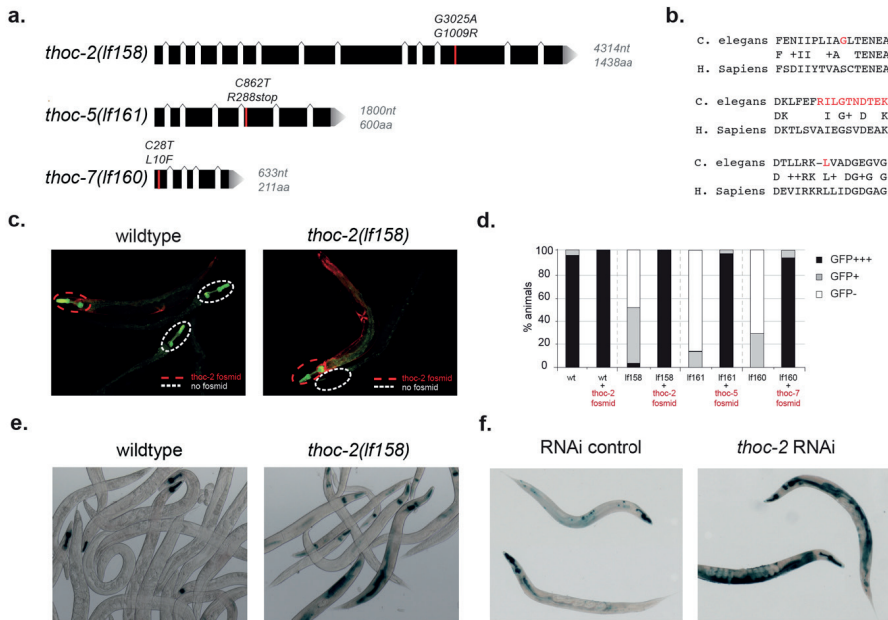 a.
G3025A
G1009R
thoc-2(lf158)
4314nt
1438aa
C862T
R288stop
thoc-5(lf161)
1800nt
600aa
C28T
L10F
thoc-7(lf160)
633nt
211aa
b.
C. elegans FENIIPLIAGLTENEA
F +II +A TENEA
H. Sapiens FSDIIYTVASCTENEA
C. elegans DKLFEFRILGTNDTEK
DK I G+ D K
H. Sapiens DKTLSVAIEGSVDEAK
C. elegans DTLLRK-LVADGEGVG
D ++RK L+ DG+G G
H. Sapiens DEVIRKRLLIDGDGAG
c.
wildtype
thoc-2 fosmid
no fosmid
thoc-2(lf158)
thoc-2 fosmid
no fosmid
d.
% animals
100
80
60
40
20
0
GFP+++
GFP+
GFP-
wt
wt + thoc-2 fosmid
lf158
lf158 + thoc-2 fosmid
lf161
lf161 + thoc-5 fosmid
lf160
lf160 + thoc-7 fosmid
e.
wildtype
thoc-2(lf158)
f.
RNAi control
thoc-2 RNAi